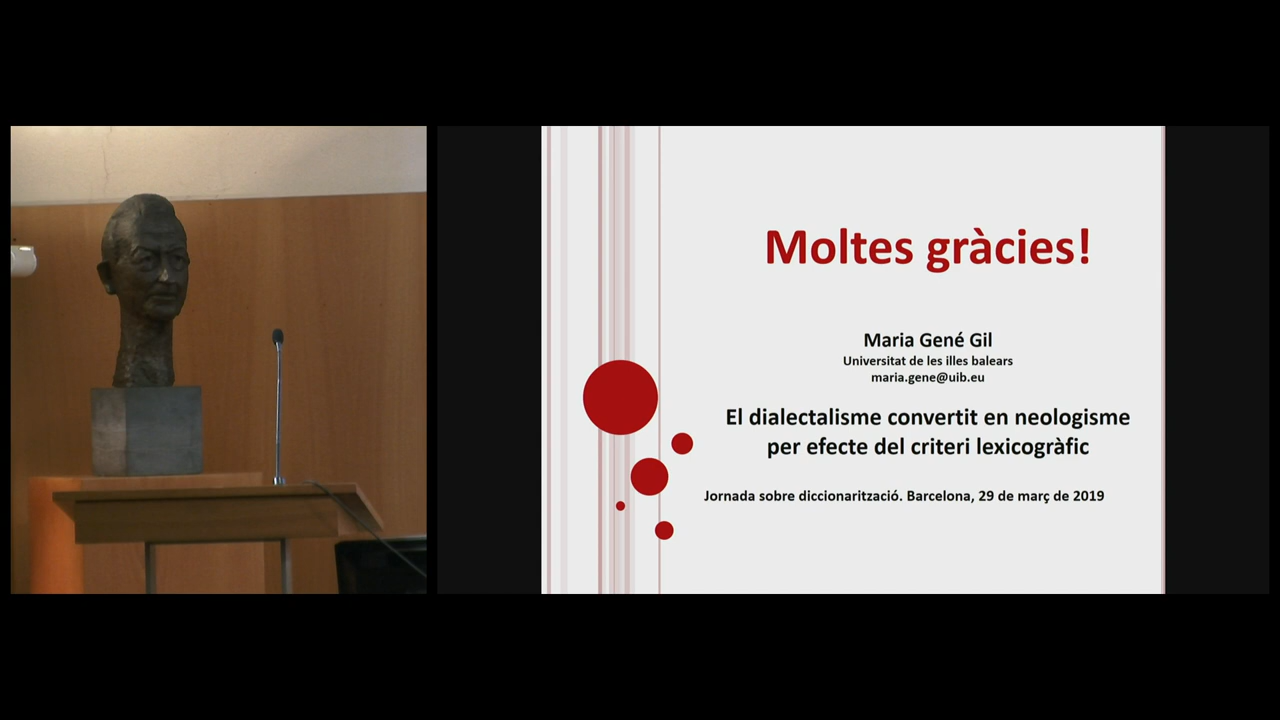 Moltes gràcies!
Maria Gené Gil
Universitat de les illes balears
maria.gene@uib.eu
El dialectalisme convertit en neologisme
per efecte del criteri lexicogràfic
Jornada sobre diccionarització. Barcelona, 29 de març de 2019